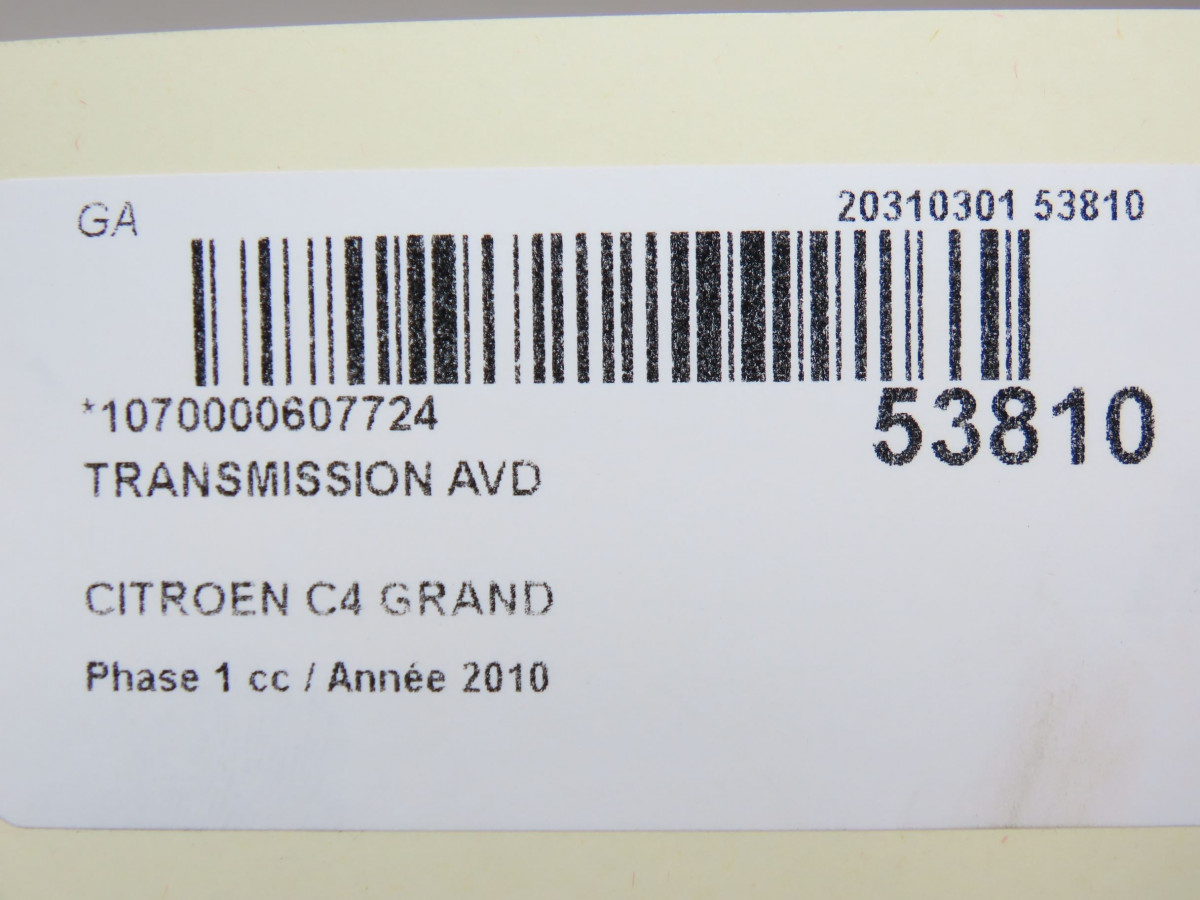 GA
20310301 53810
*1070000607724
53810
TRANSMISSION AVD
CITROEN C4 GRAND
Phase 1 cc / Année 2010